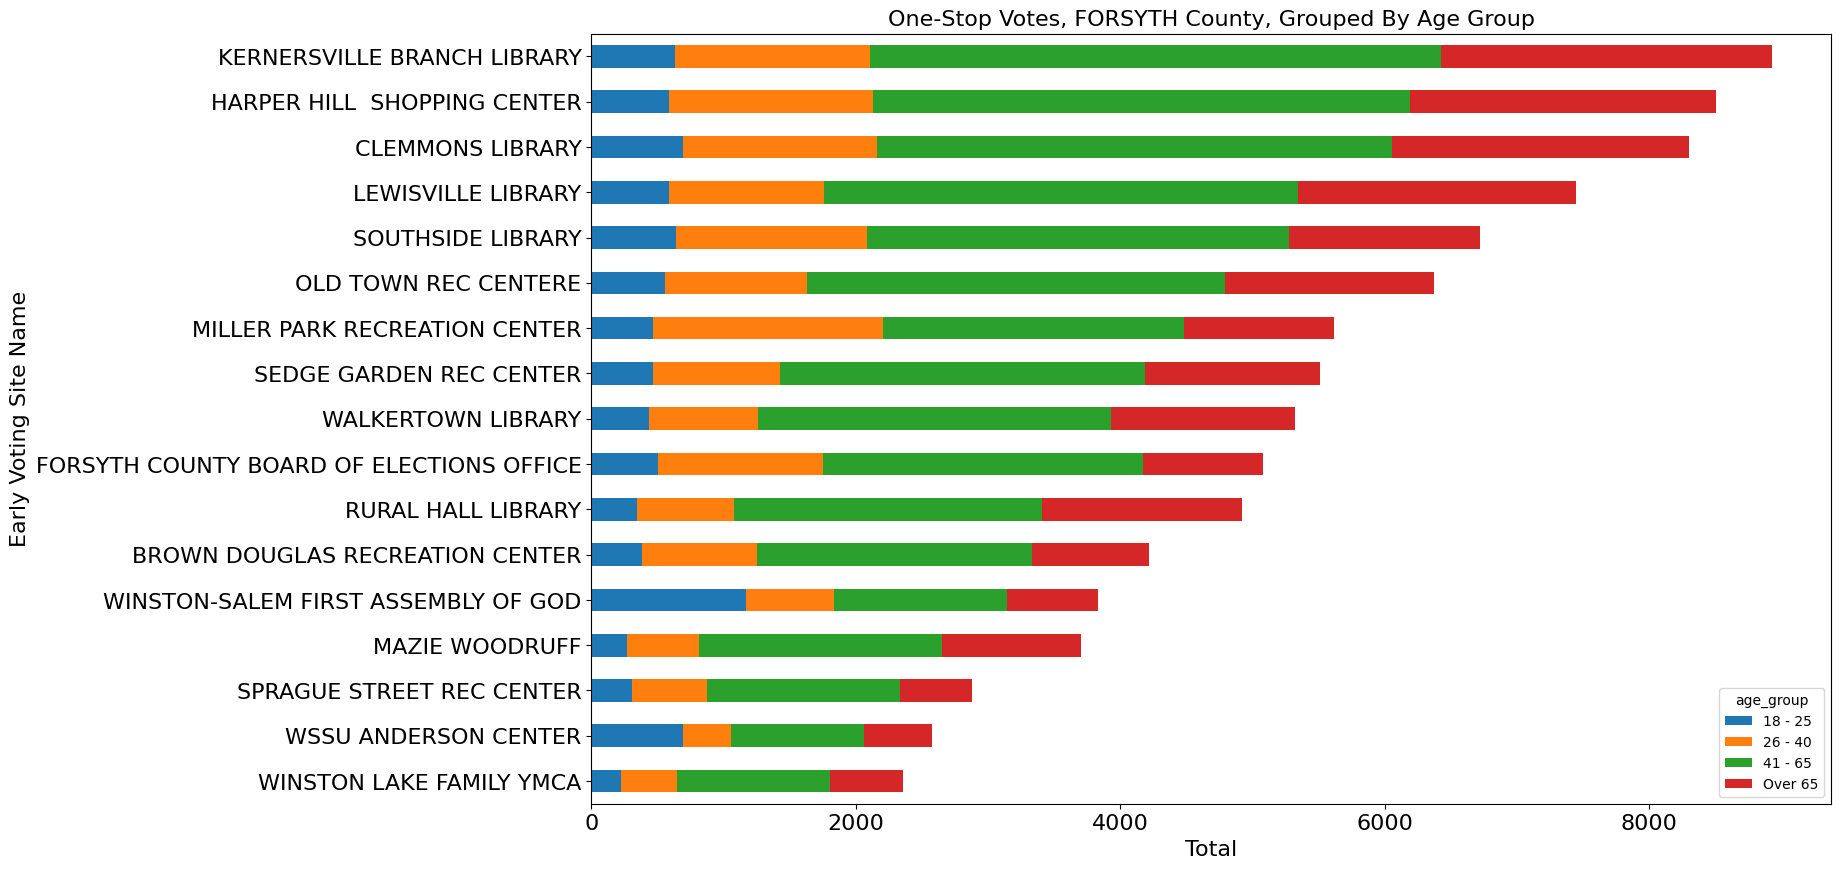 One-Stop Votes, FORSYTH County, Grouped By Age Group
Early Voting Site Name
KERNERSVILLE BRANCH LIBRARY
HARPER HILL  SHOPPING CENTER
CLEMMONS LIBRARY
LEWISVILLE LIBRARY
SOUTHSIDE LIBRARY
OLD TOWN REC CENTERE
MILLER PARK RECREATION CENTER
SEDGE GARDEN REC CENTER
WALKERTOWN LIBRARY
FORSYTH COUNTY BOARD OF ELECTIONS OFFICE
RURAL HALL LIBRARY
BROWN DOUGLAS RECREATION CENTER
WINSTON-SALEM FIRST ASSEMBLY OF GOD
MAZIE WOODRUFF
SPRAGUE STREET REC CENTER
WSSU ANDERSON CENTER
WINSTON LAKE FAMILY YMCA
age_group
18 - 25
26 - 40
41 - 65
Over 65
0 2000 4000 6000 8000
Total